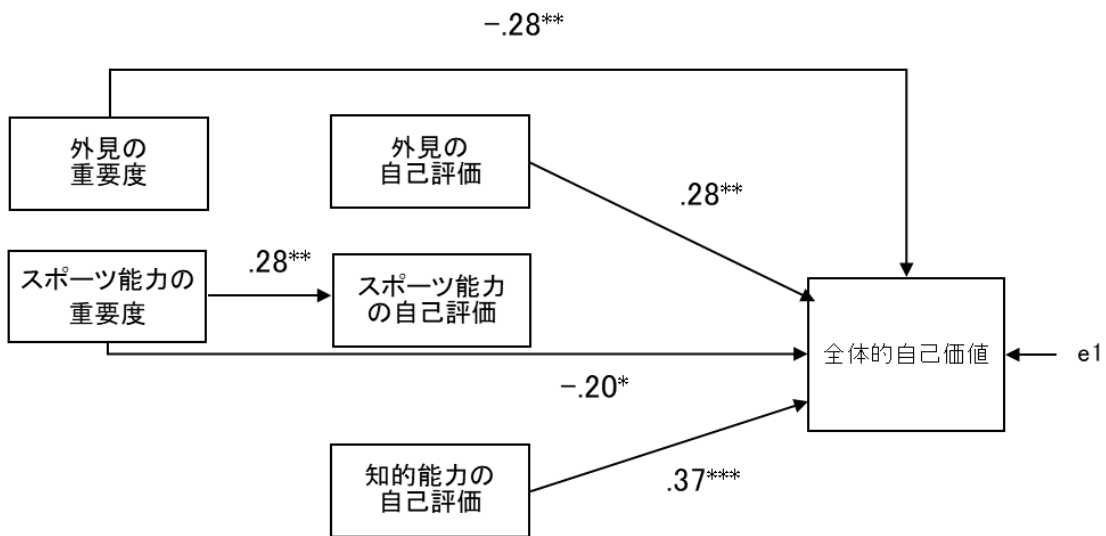 -.28**
外見の
重要度
外見の
自己評価
.28**
スポーツ能力の
重要度
.28**
スポーツ能力
の自己評価
全体的自己価値
e1
-.20*
知的能力の
自己評価
.37***